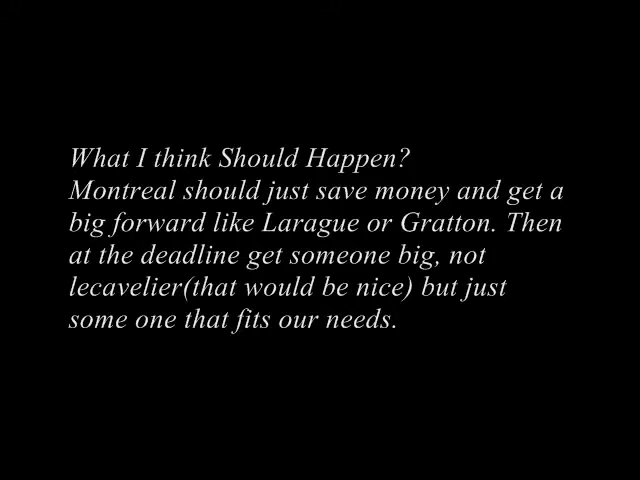 What I think Should Happen?
Montreal should just save money and get a
big forward like Larague or Gratton. Then
at the deadline get someone big, not
lecavelier(that would be nice) but just
some one that fits our needs.